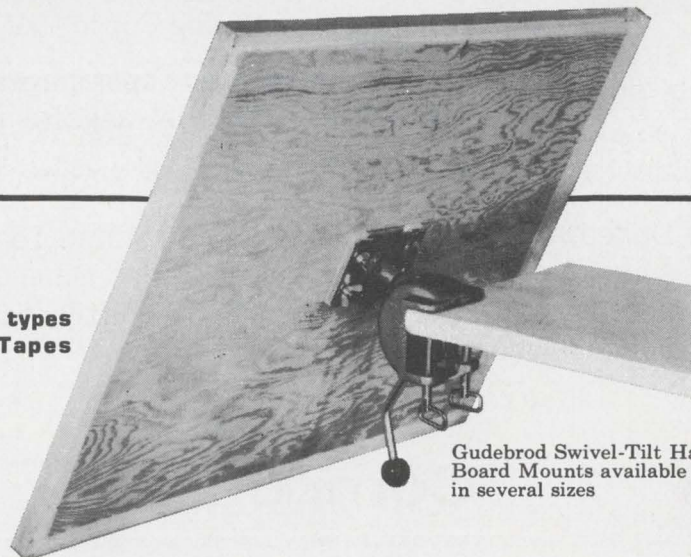 types
Tapes
Gudebrod Swivel-Tilt Ha
Board Mounts available
in several sizes